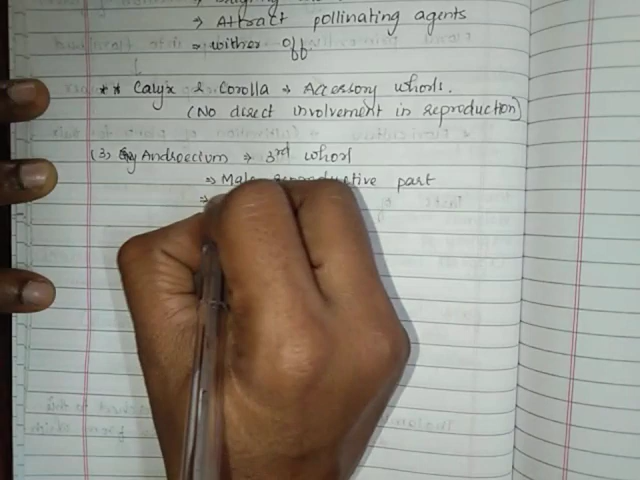 → Attract pollinating agents
→ wither off
** Calyx & Corolla → Accessory whorls.
(No direct involvement in reproduction)
(3) Androecium → 3rd whorl
→ Male reproductive part
→